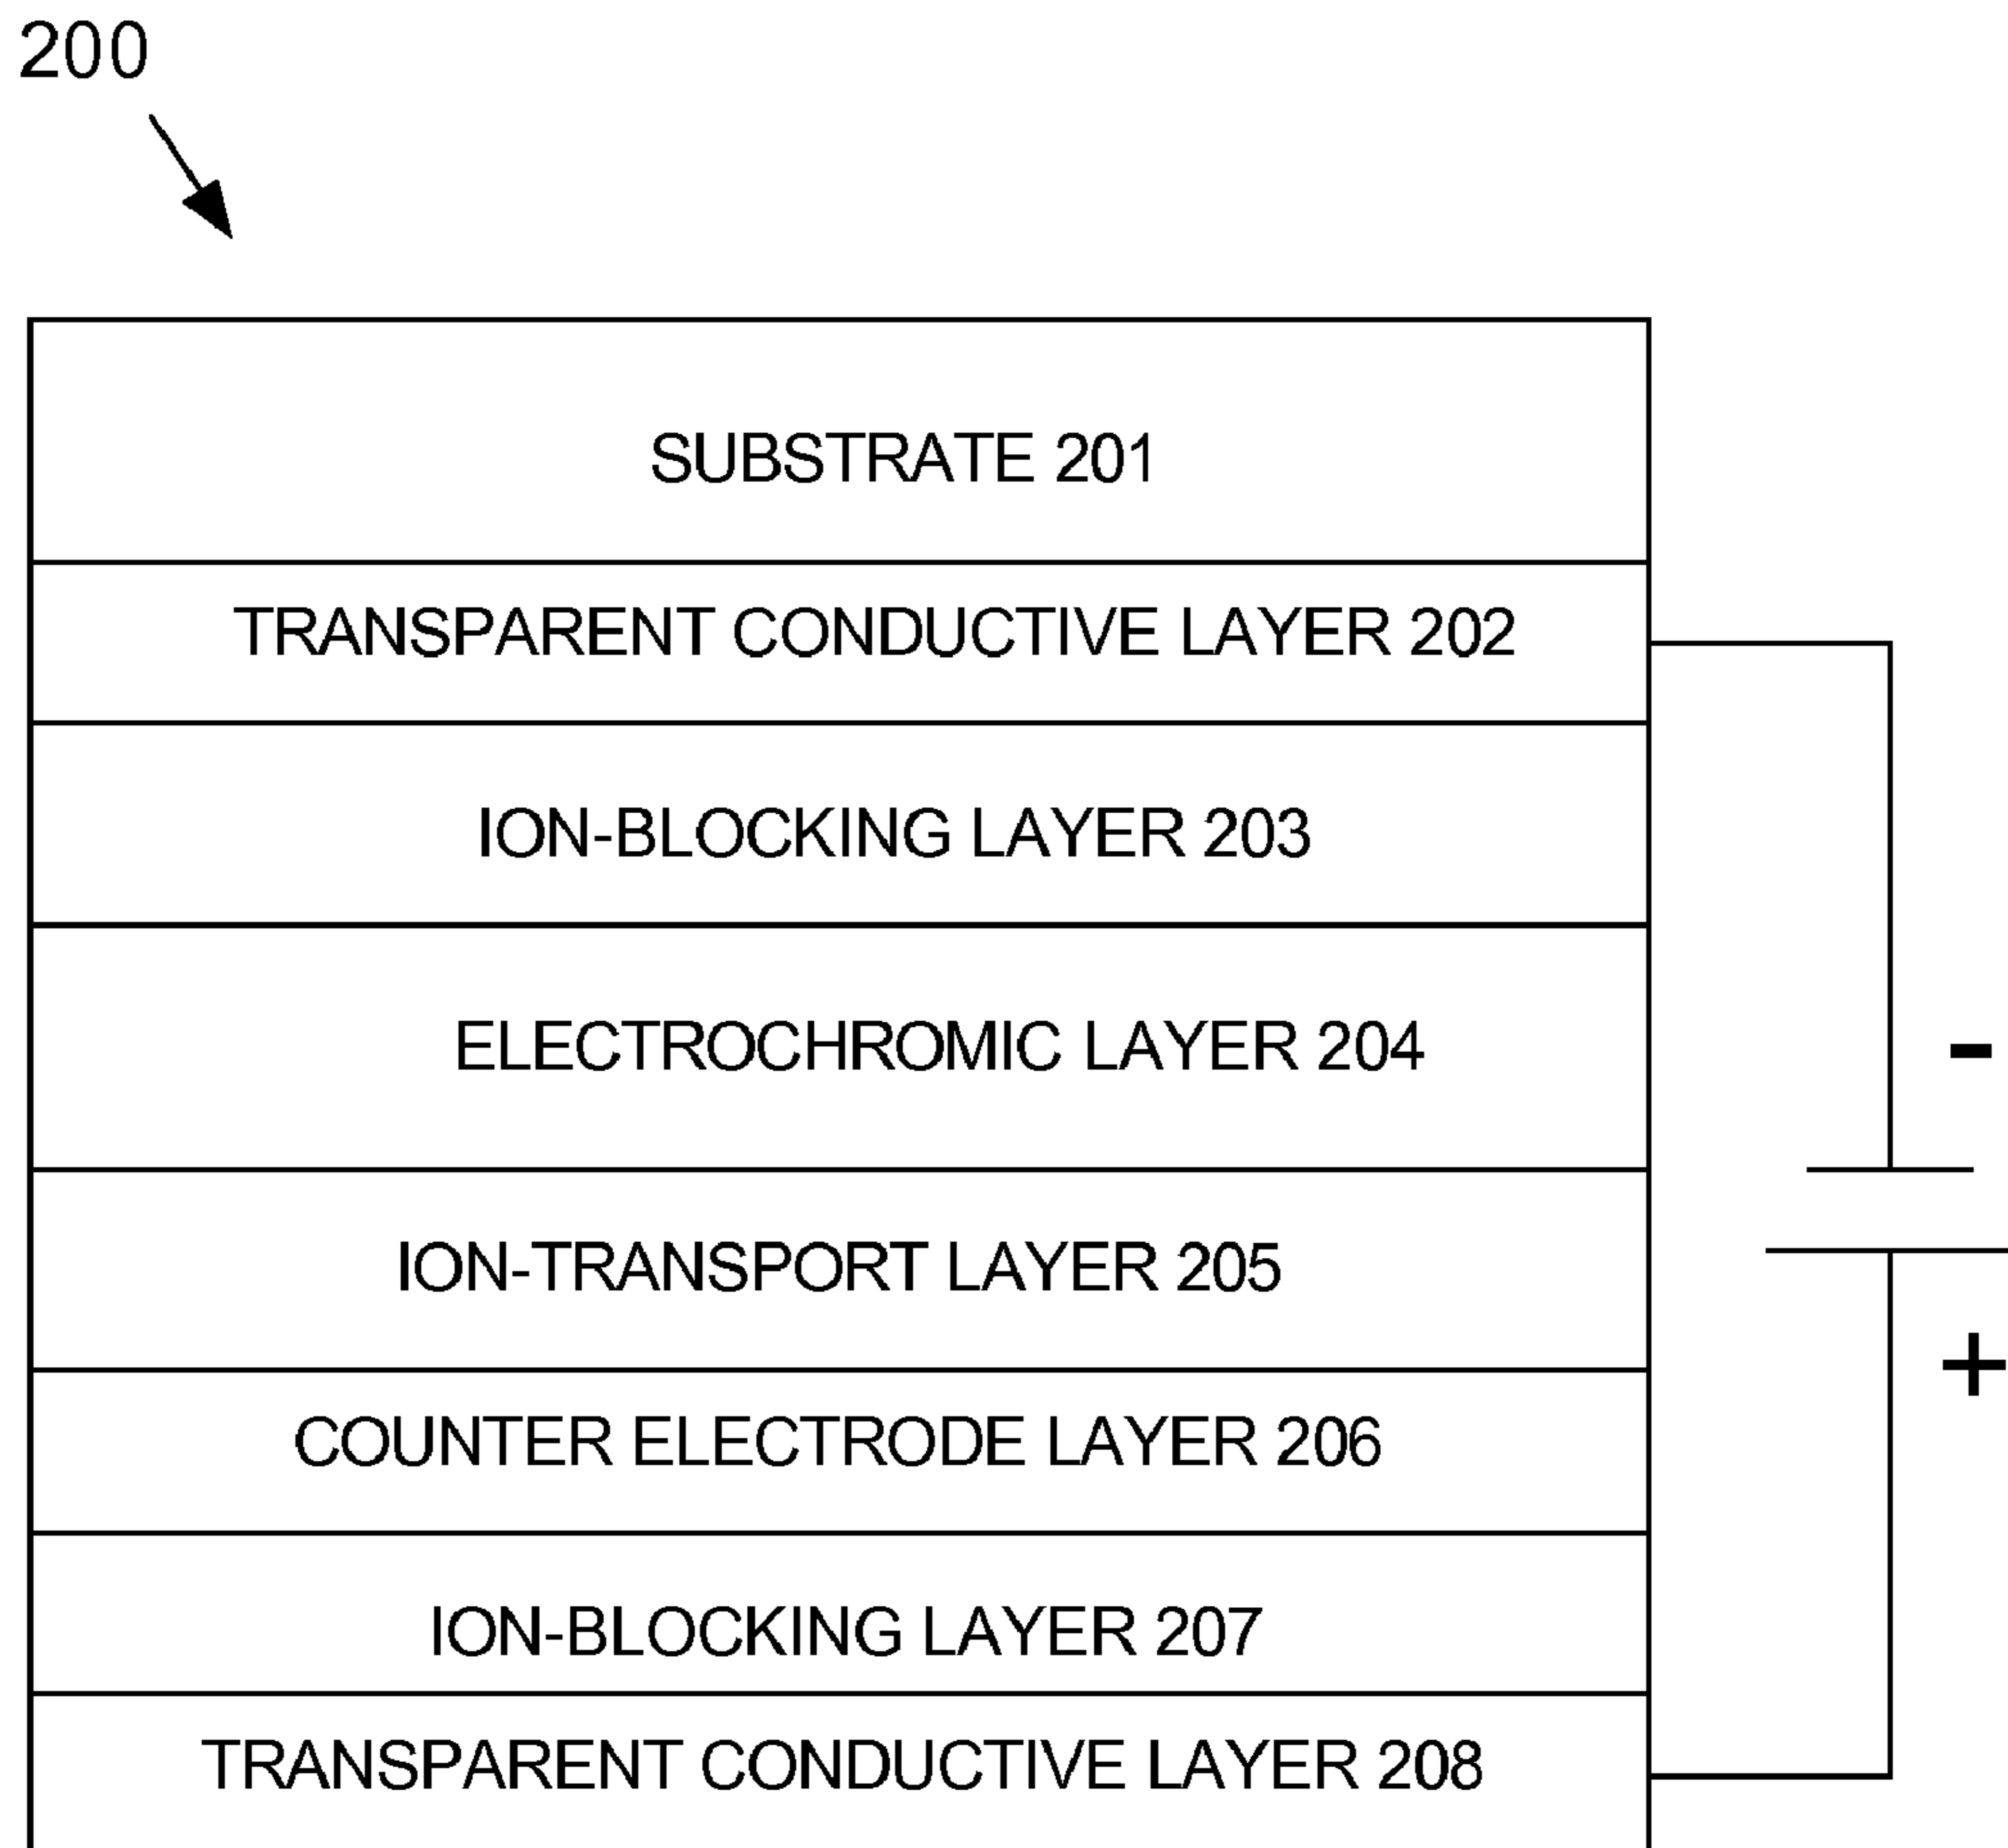 200
SUBSTRATE 201
TRANSPARENT CONDUCTIVE LAYER 202
ION-BLOCKING LAYER 203
ELECTROCHROMIC LAYER 204
-
ION-TRANSPORT LAYER 205
+
COUNTER ELECTRODE LAYER 206
ION-BLOCKING LAYER 207
TRANSPARENT CONDUCTIVE LAYER 208